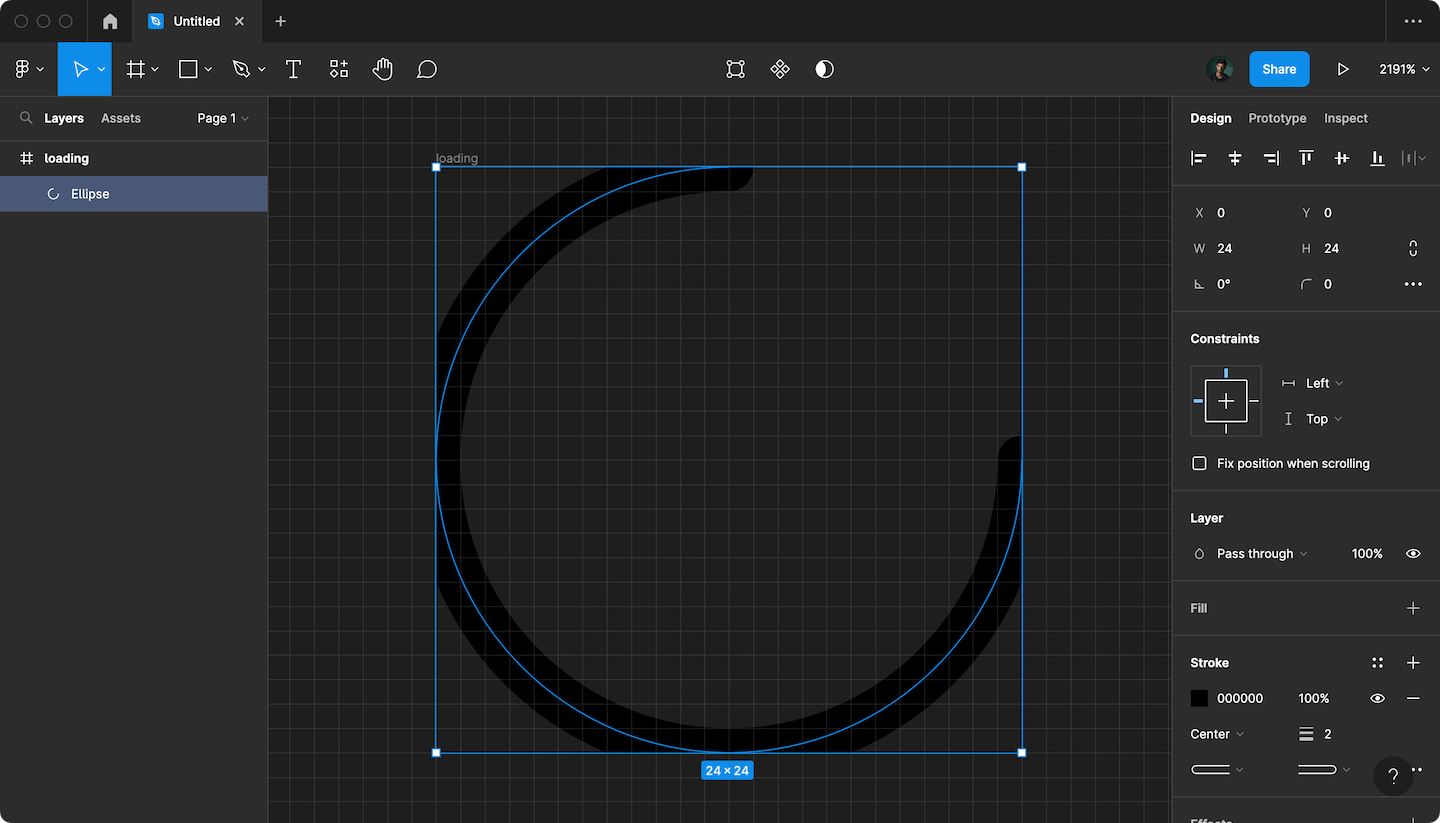 Untitled
Share
2191%
Layers Assets Page 1
loading
Ellipse
loading
24 × 24
Design Prototype Inspect
X 0 Y 0
W 24 H 24
0° 0
Constraints
Left
Top
Fix position when scrolling
Layer
Pass through 100%
Fill
Stroke
000000 100%
Center 2
?
Effects